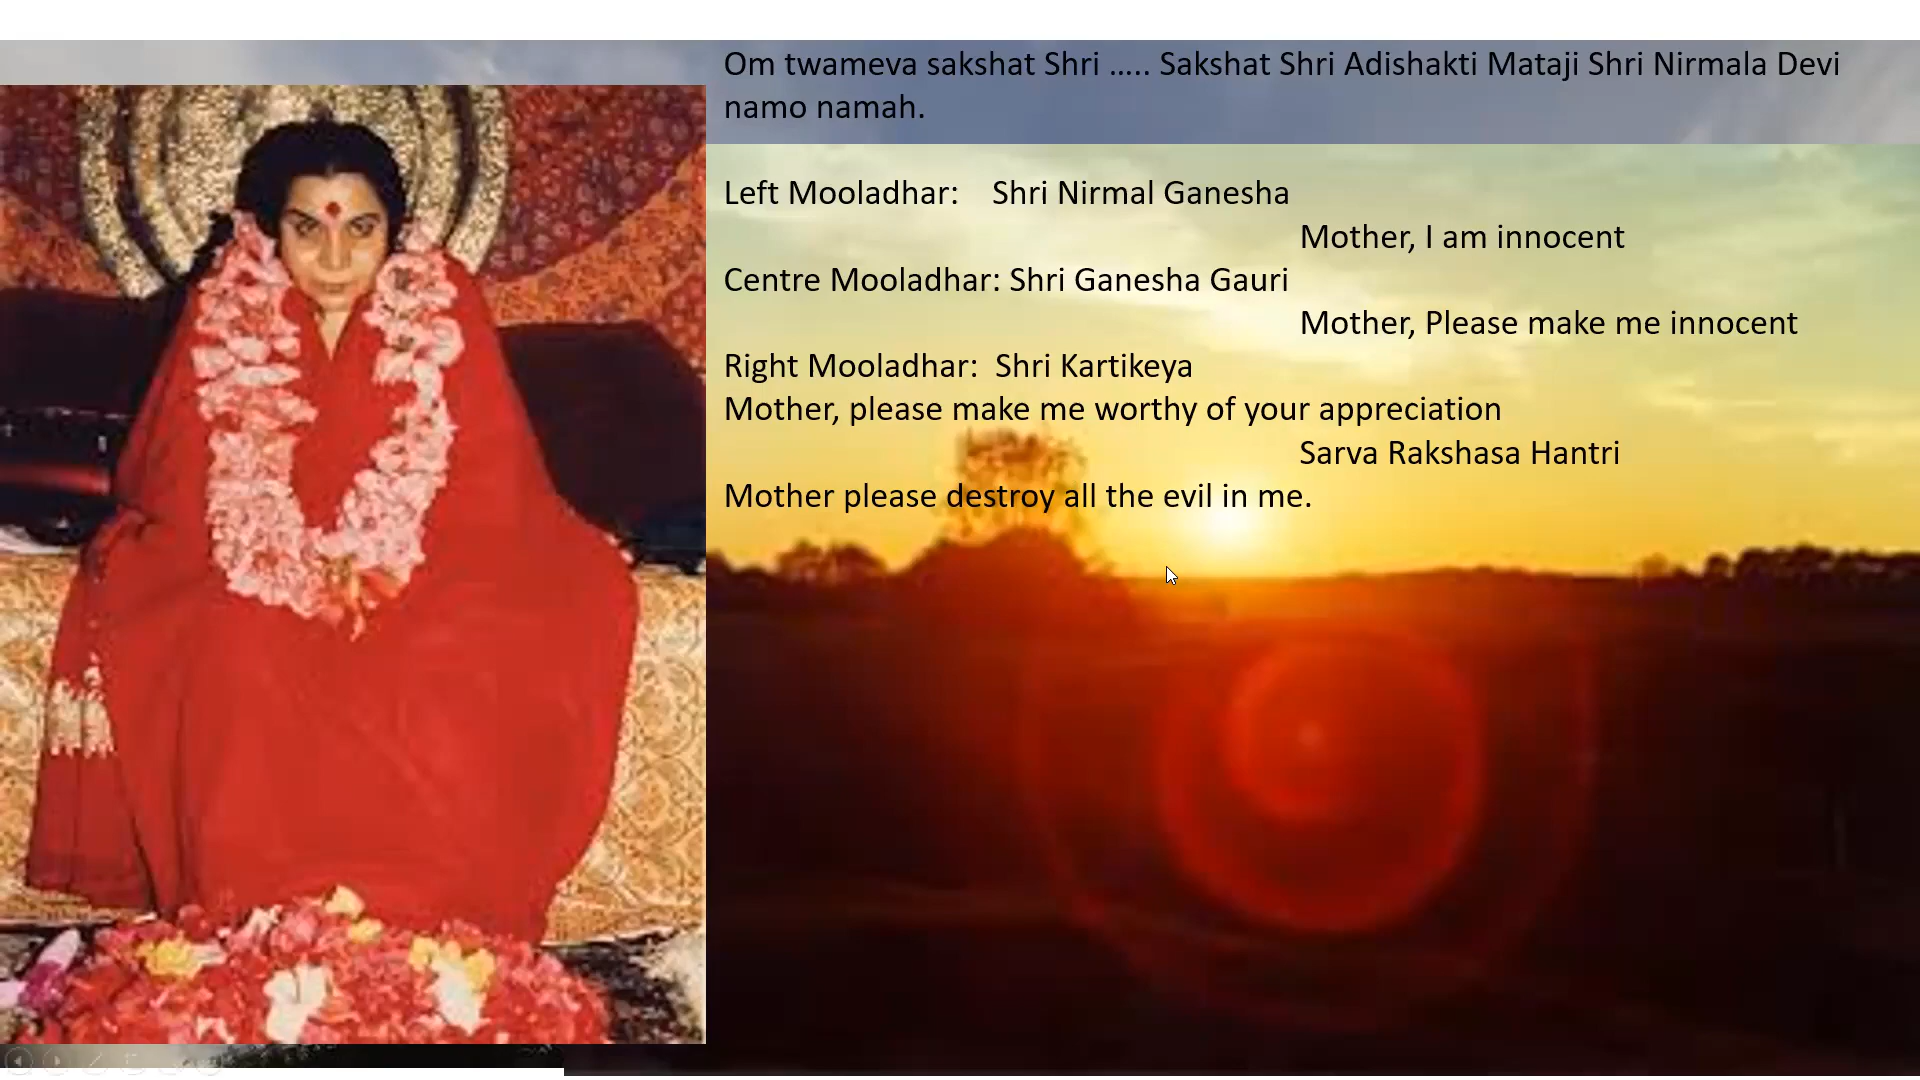 Om twameva sakshat Shri ..... Sakshat Shri Adishakti Mataji Shri Nirmala Devi
namo namah.
Left Mooladhar: Shri Nirmal Ganesha
Mother, I am innocent
Centre Mooladhar: Shri Ganesha Gauri
Mother, Please make me innocent
Right Mooladhar: Shri Kartikeya
Mother, please make me worthy of your appreciation
Sarva Rakshasa Hantri
Mother please destroy all the evil in me.